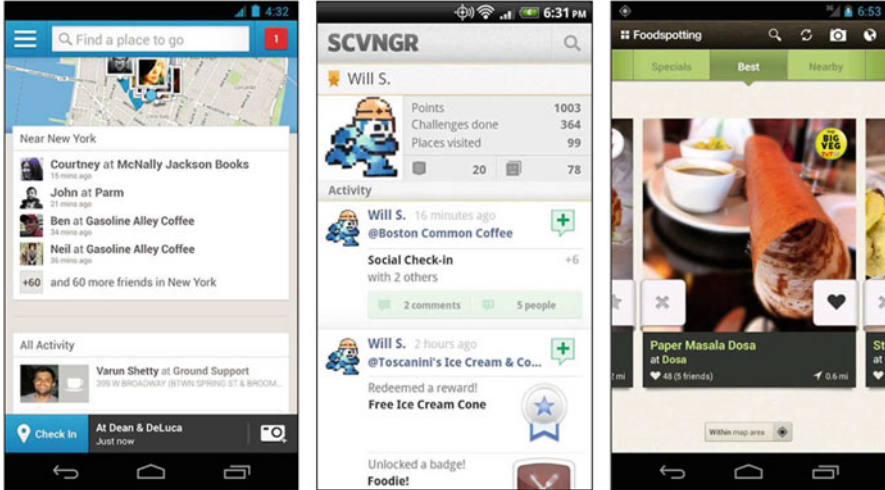 4:32
Find a place to go
1
Near New York
Courtney at McNally Jackson Books
15 mins ago
John at Parm
21 mins ago
Ben at Gasoline Alley Coffee
34 mins ago
Neil at Gasoline Alley Coffee
36 mins ago
+60 and 60 more friends in New York
All Activity
Varun Shetty at Ground Support
399 W BROADWAY (BTWN SPRING ST & BROOM...
Check In
At Dean & DeLuca
Just now
6:31 PM
SCVNGR
Will S.
Points 1003
Challenges done 364
Places visited 99
20 78
Activity
Will S. 16 minutes ago
@Boston Common Coffee
Social Check-in +6
with 2 others
2 comments 5 people
Will S. 2 hours ago
@Toscanini's Ice Cream & Co...
Redeemed a reward!
Free Ice Cream Cone
Unlocked a badge!
Foodie!
6:53
Foodspotting
Specials Best Nearby
BIG
VEG
Paper Masala Dosa
at Dosa
48 (5 friends) 0.6 mi
mi
St
at
Within map area